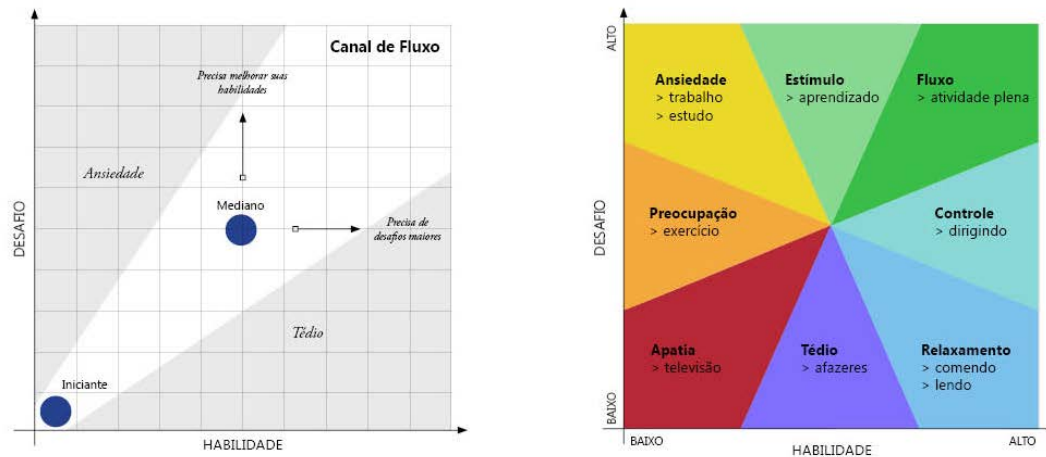 Canal de Fluxo
Precisa melhorar suas
habilidades
Ansiedade
Mediano
Precisa de
desafios maiores
Tédio
Iniciante
DESAFIO
HABILIDADE
ALTO
DESAFIO
BAIXO
Ansiedade
> trabalho
> estudo
Estímulo
> aprendizado
Fluxo
> atividade plena
Preocupação
> exercício
Controle
> dirigindo
Apatia
> televisão
Tédio
> afazeres
Relaxamento
> comendo
> lendo
BAIXO
HABILIDADE
ALTO